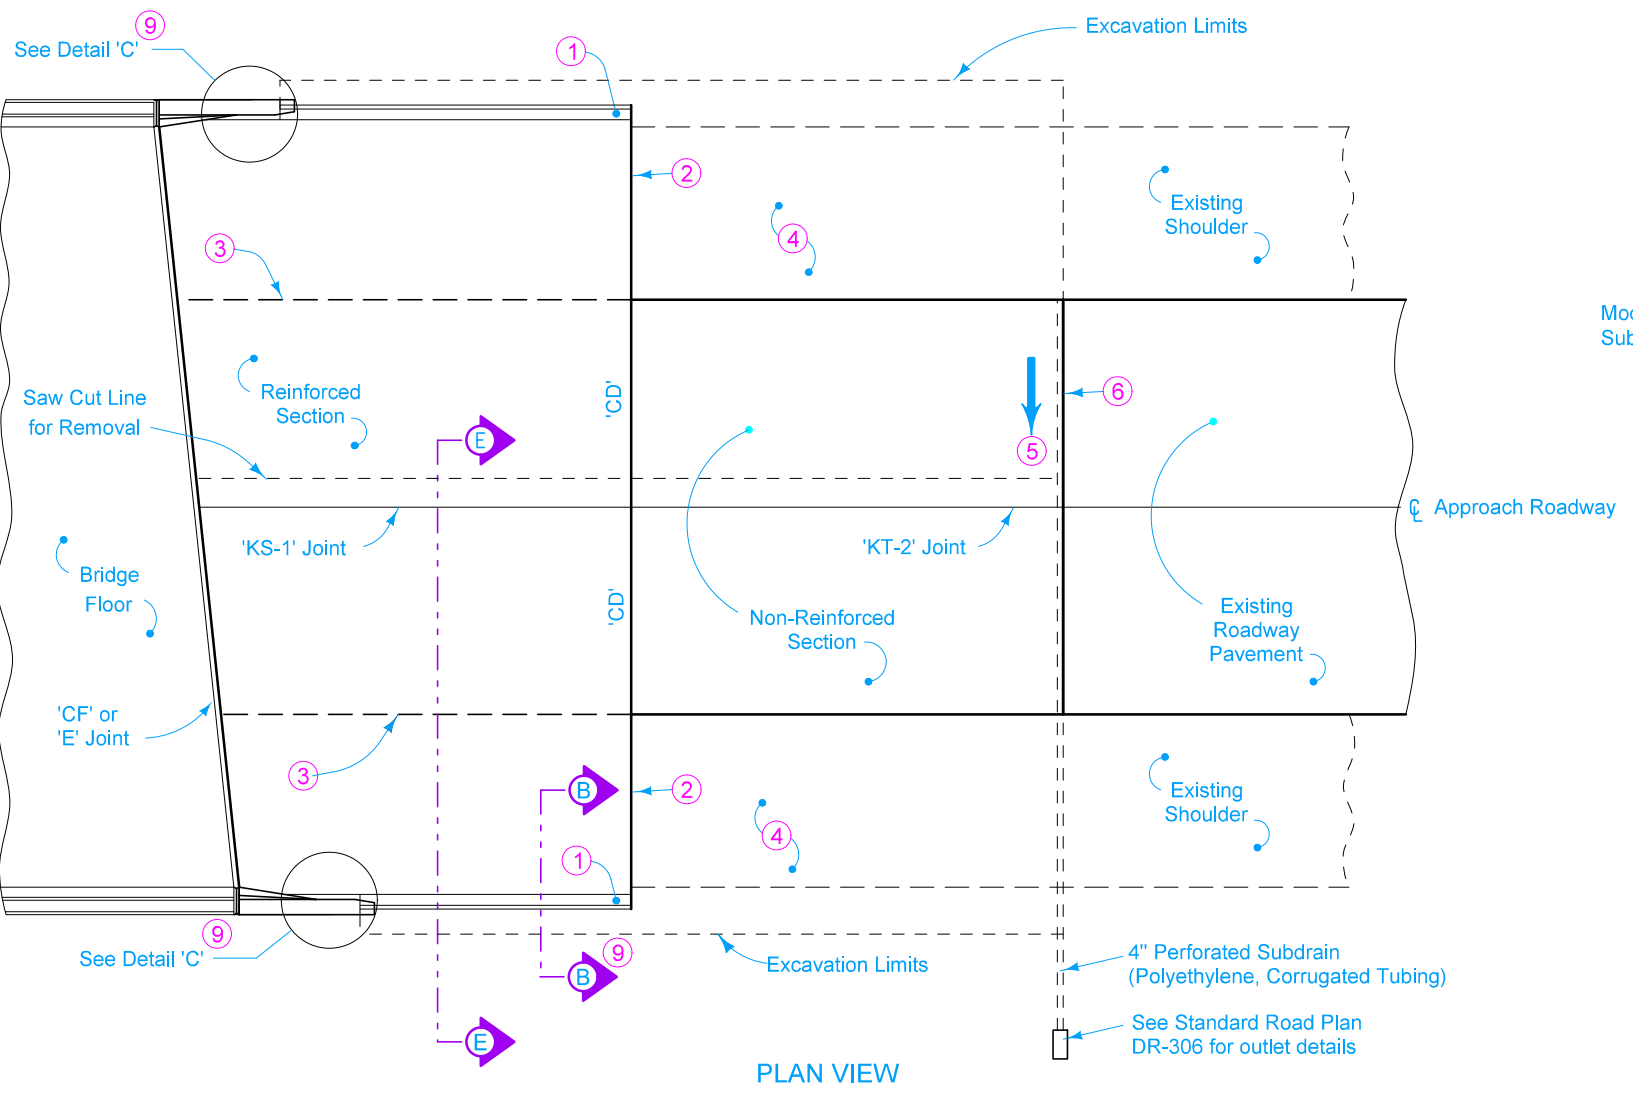 9
See Detail 'C'
1
Excavation Limits
2
3
4
Existing
Shoulder
Mod
Sub
Reinforced
Section
'CD'
Saw Cut Line
for Removal
E
5
6
℄ Approach Roadway
'KS-1' Joint
'KT-2' Joint
Bridge
Floor
'CD'
Non-Reinforced
Section
Existing
Roadway
Pavement
'CF' or
'E' Joint
3
B
2
4
Existing
Shoulder
1
9
See Detail 'C'
9
B
Excavation Limits
4" Perforated Subdrain
(Polyethylene, Corrugated Tubing)
E
See Standard Road Plan
DR-306 for outlet details
PLAN VIEW